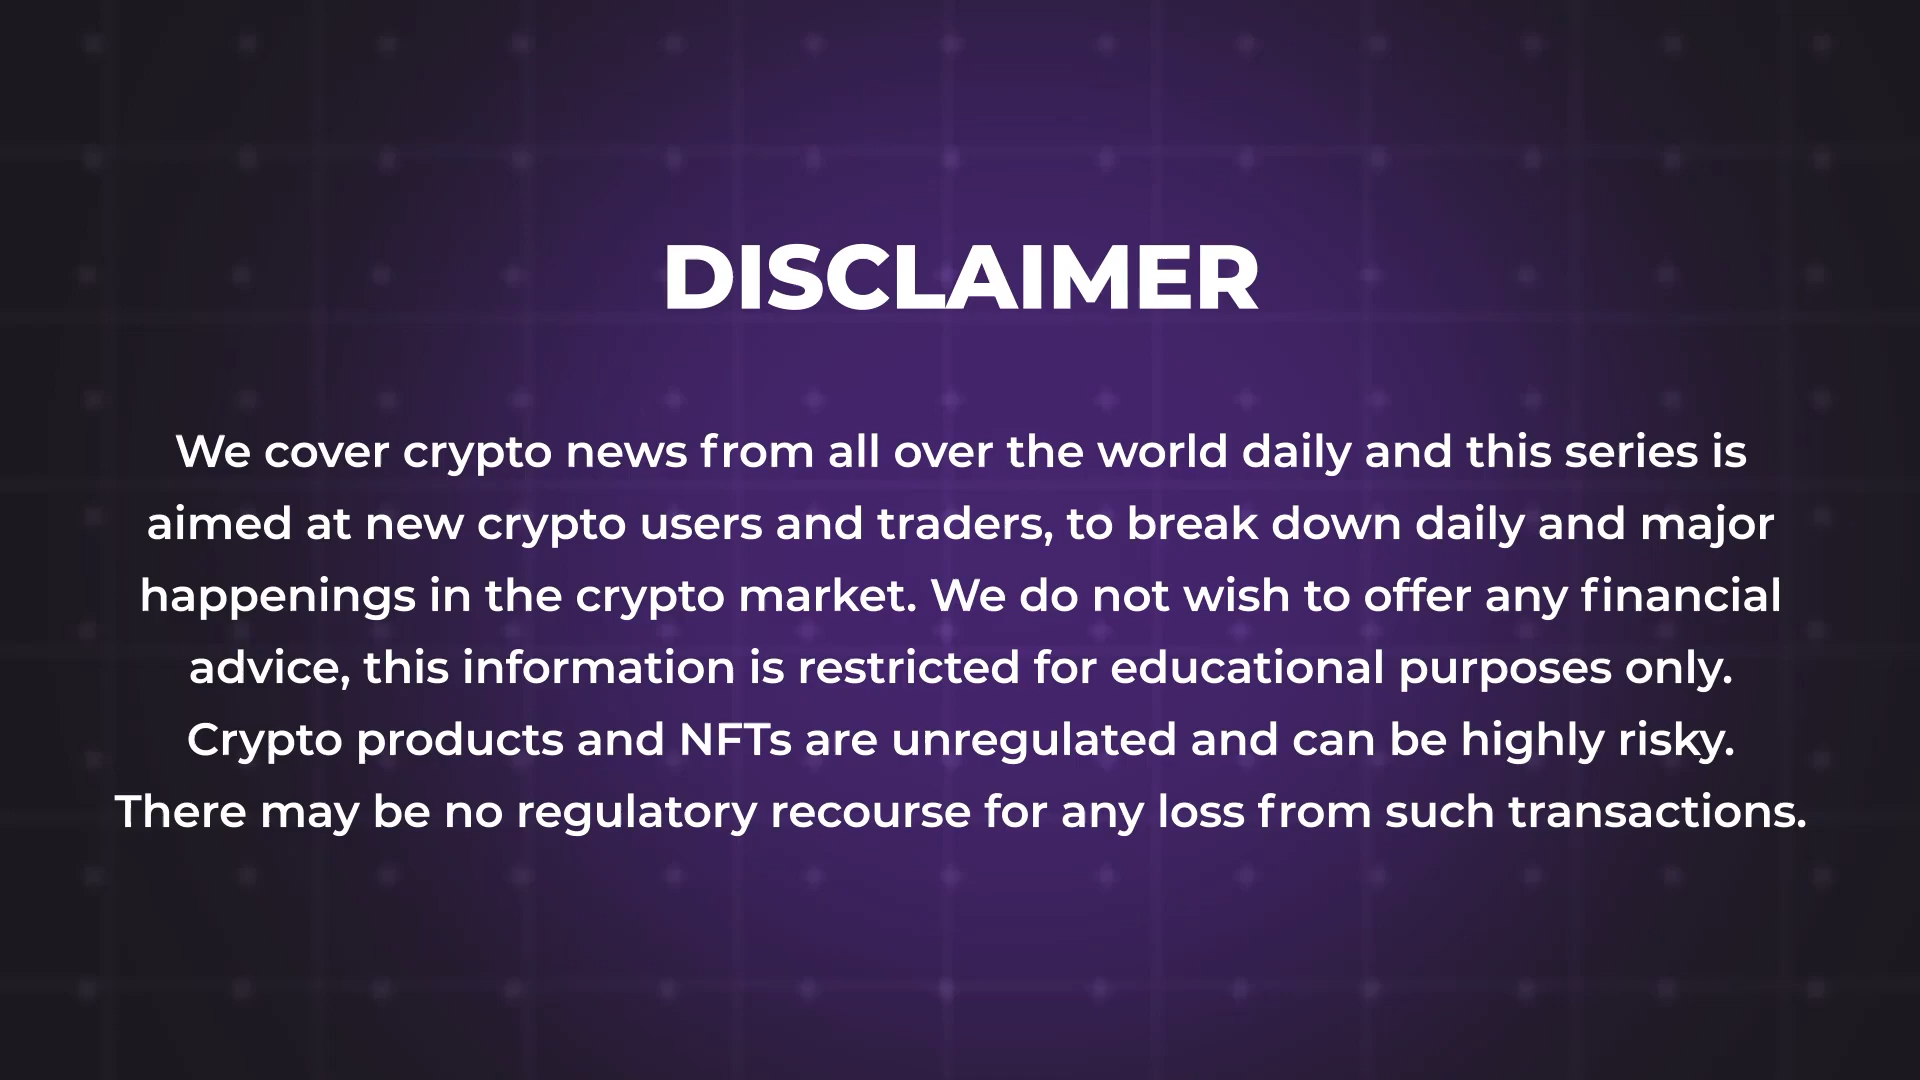 DISCLAIMER
We cover crypto news from all over the world daily and this series is
aimed at new crypto users and traders, to break down daily and major
happenings in the crypto market. We do not wish to offer any financial
advice, this information is restricted for educational purposes only.
Crypto products and NFTs are unregulated and can be highly risky.
There may be no regulatory recourse for any loss from such transactions.